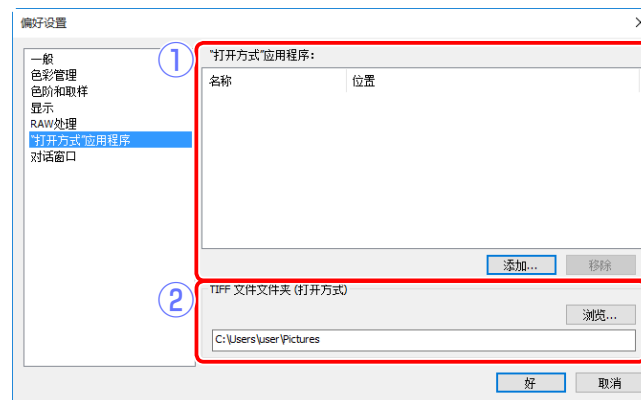 偏好设置
一般
色彩管理
色阶和取样
显示
RAW处理
"打开方式"应用程序
对话窗口
①
"打开方式"应用程序:
名称 位置
添加... 移除
②
TIFF 文件文件夹 (打开方式)
浏览...
C:\Users\user\Pictures
好 取消